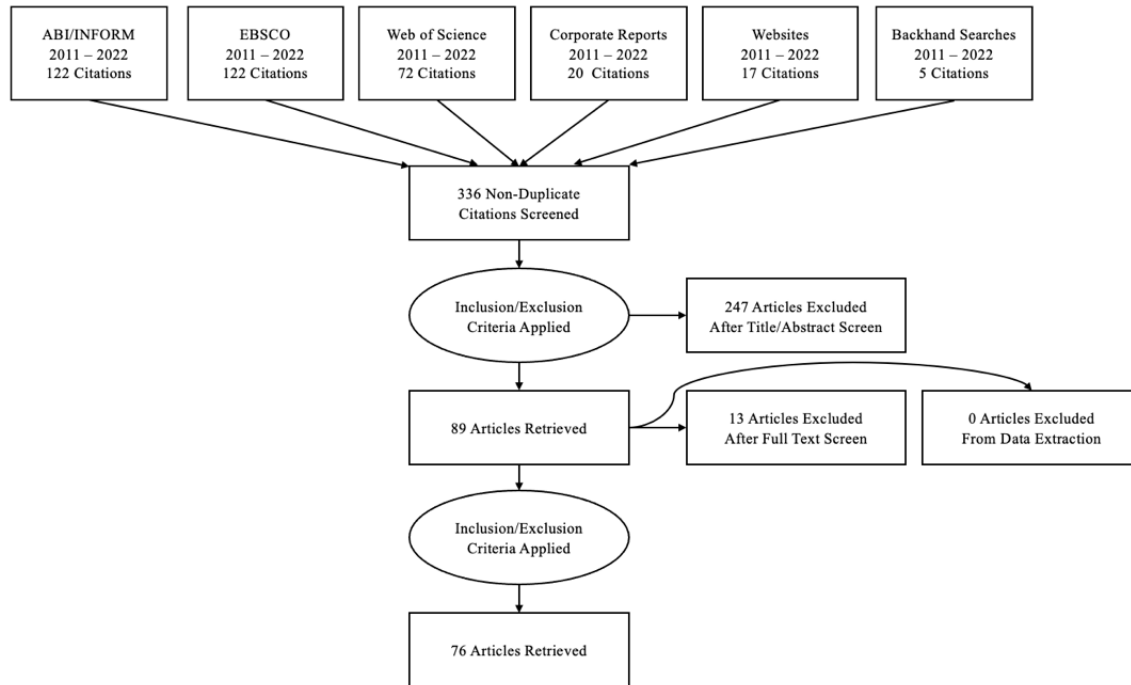 ABI/INFORM
2011 – 2022
122 Citations
EBSCO
2011 – 2022
122 Citations
Web of Science
2011 – 2022
72 Citations
Corporate Reports
2011 – 2022
20 Citations
Websites
2011 – 2022
17 Citations
Backhand Searches
2011 – 2022
5 Citations
336 Non-Duplicate
Citations Screened
Inclusion/Exclusion
Criteria Applied
247 Articles Excluded
After Title/Abstract Screen
89 Articles Retrieved
13 Articles Excluded
After Full Text Screen
0 Articles Excluded
From Data Extraction
Inclusion/Exclusion
Criteria Applied
76 Articles Retrieved